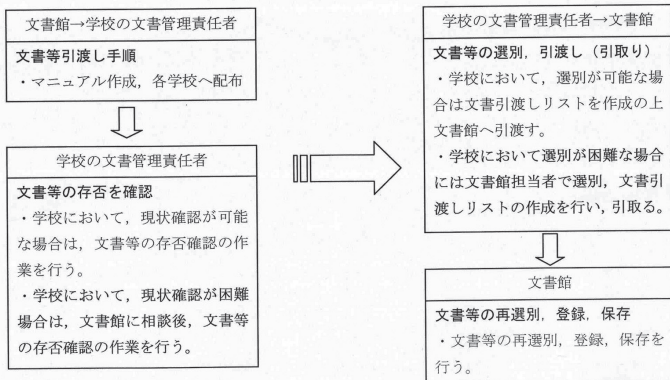 文書館→学校の文書管理責任者
文書等引渡し手順
・マニュアル作成，各学校へ配布
学校の文書管理責任者
文書等の存否を確認
・学校において，現状確認が可能
な場合は，文書等の存否確認の作
業を行う。
・学校において，現状確認が困難
場合は，文書館に相談後，文書等
の存否確認の作業を行う。
学校の文書管理責任者→文書館
文書等の選別，引渡し（引取り）
・学校において，選別が可能な場
合は文書引渡しリストを作成の上
文書館へ引渡す。
・学校において選別が困難な場合
には文書館担当者で選別，文書引
渡しリストの作成を行い，引取る。
文書館
文書等の再選別，登録，保存
・文書等の再選別，登録，保存を
行う。